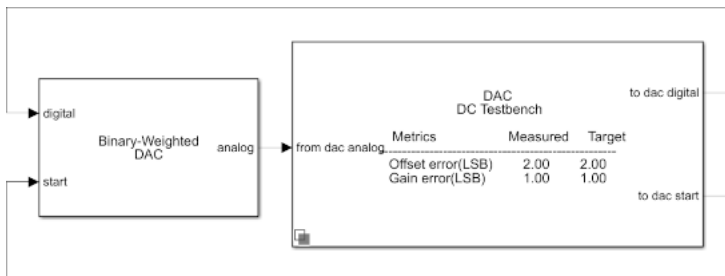 digital
Binary-Weighted
DAC
analog
start
DAC
DC Testbench
to dac digital
Metrics Measured Target
from dac analog
Offset error(LSB) 2.00 2.00
Gain error(LSB) 1.00 1.00
to dac start